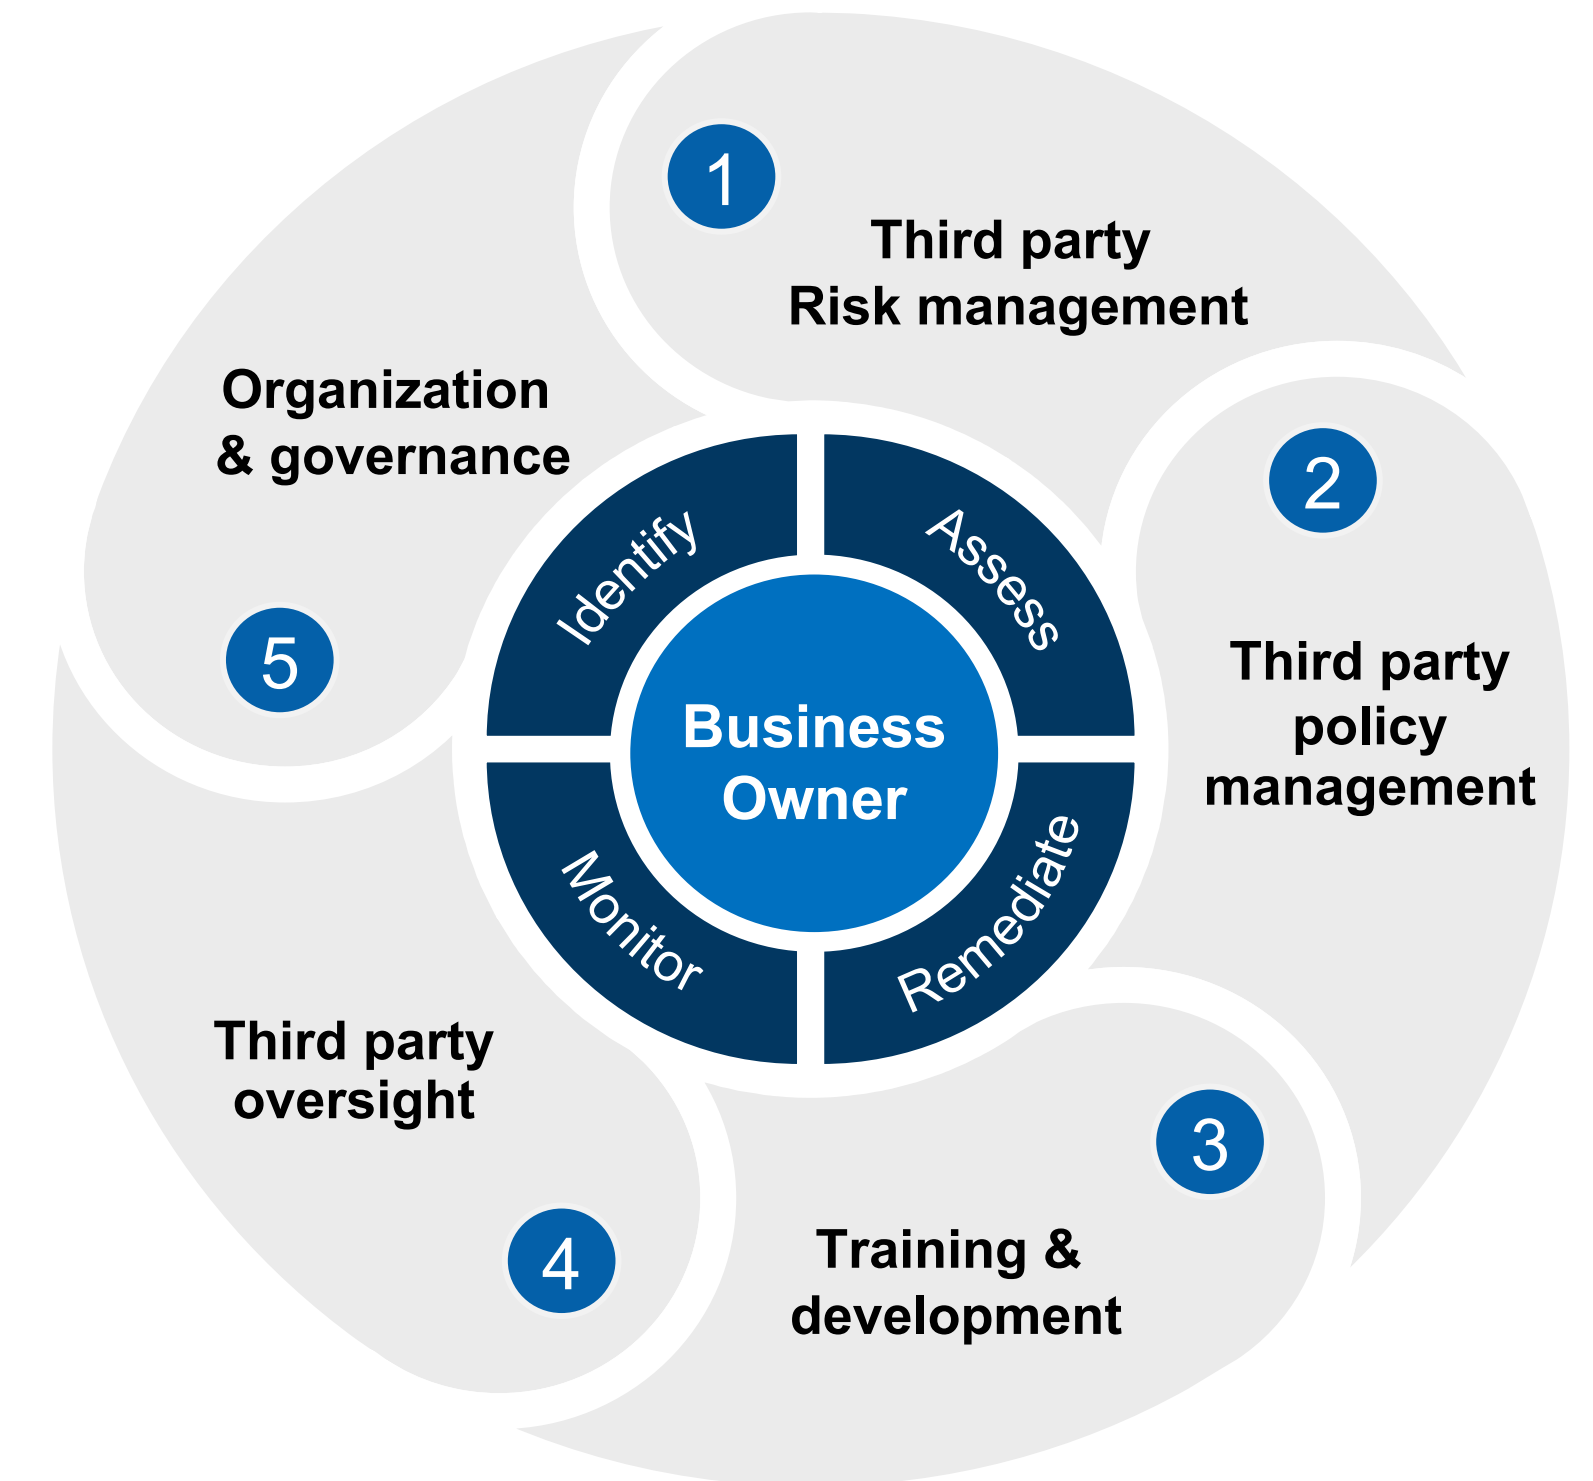 1
Third party
Risk management
2
Third party
policy
management
3
Training &
development
4
Third party
oversight
5
Organization
& governance
Identify
Assess
Remediate
Monitor
Business
Owner